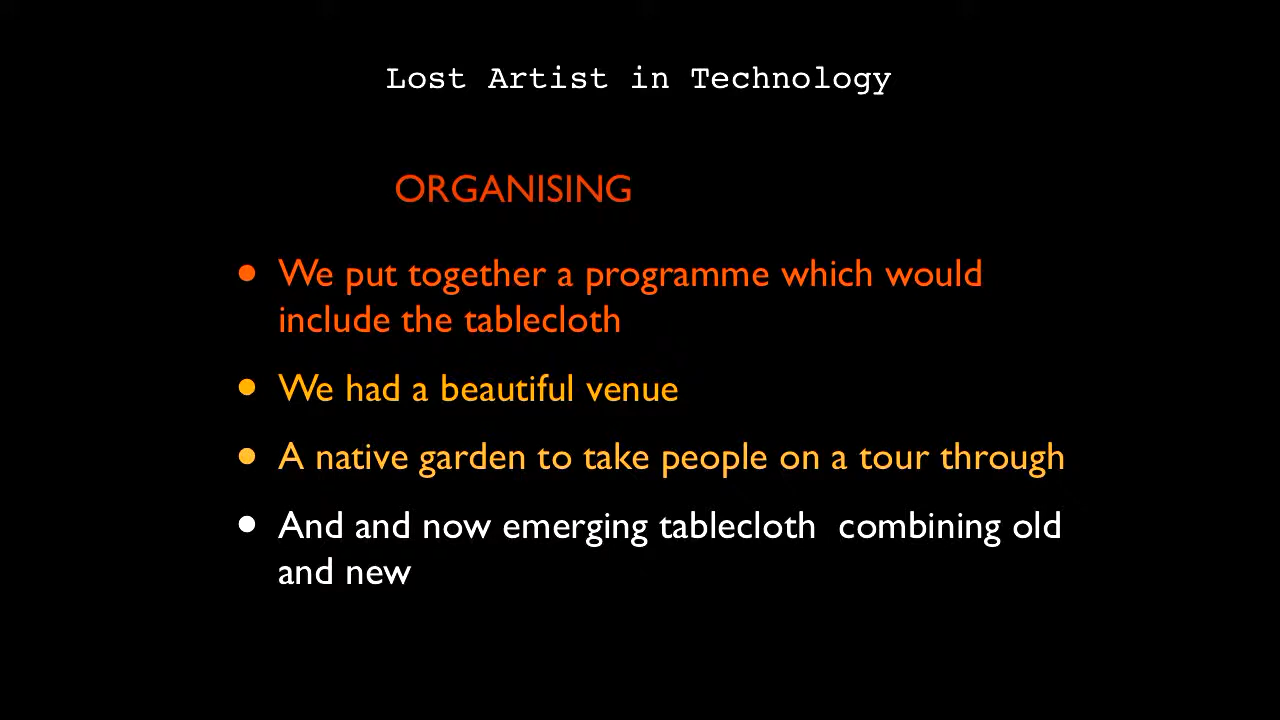 Lost Artist in Technology
ORGANISING
• We put together a programme which would
include the tablecloth
• We had a beautiful venue
• A native garden to take people on a tour through
• And and now emerging tablecloth  combining old
and new